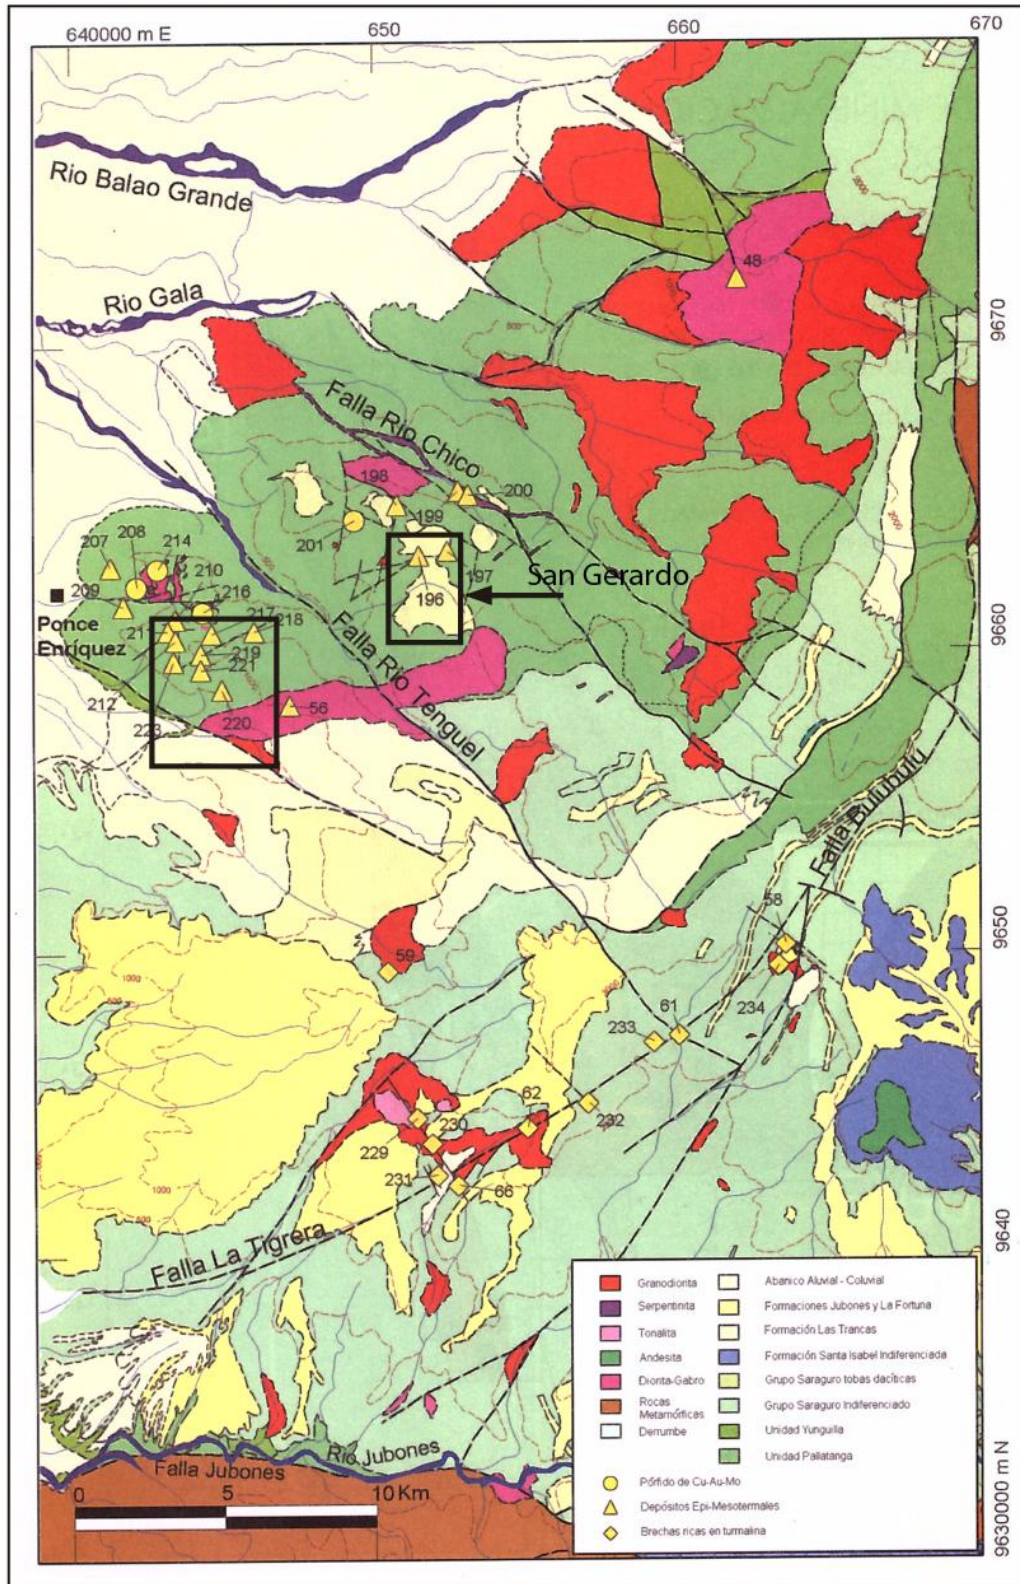 640000 m E
650
660
670
Rio Balao Grande
Rio Gala
48
9670
Falla Rio Chico
198
200
199
201
208
207
214
210
216
209
217
218
197
196
San Gerardo
Ponce
Enríquez
219
221
212
220
223
56
Falla Rio Tenguel
9660
Falla Bulubulú
58
59
61
234
233
9650
62
232
230
229
231
66
Falla La Tigrera
9640
Río Jubones
Falla Jubones
0 5 10 Km
9630000 m N
Granodiorita
Serpentinita
Tonalita
Andesita
Diorita-Gabro
Rocas
Metamórficas
Derrumbe
Abanico Aluvial - Coluvial
Formaciones Jubones y La Fortuna
Formación Las Trancas
Formación Santa Isabel Indiferenciada
Grupo Saraguro tobas dacíticas
Grupo Saraguro Indiferenciado
Unidad Yunguilla
Unidad Pallatanga
Pórfido de Cu-Au-Mo
Depósitos Epi-Mesotermales
Brechas ricas en turmalina